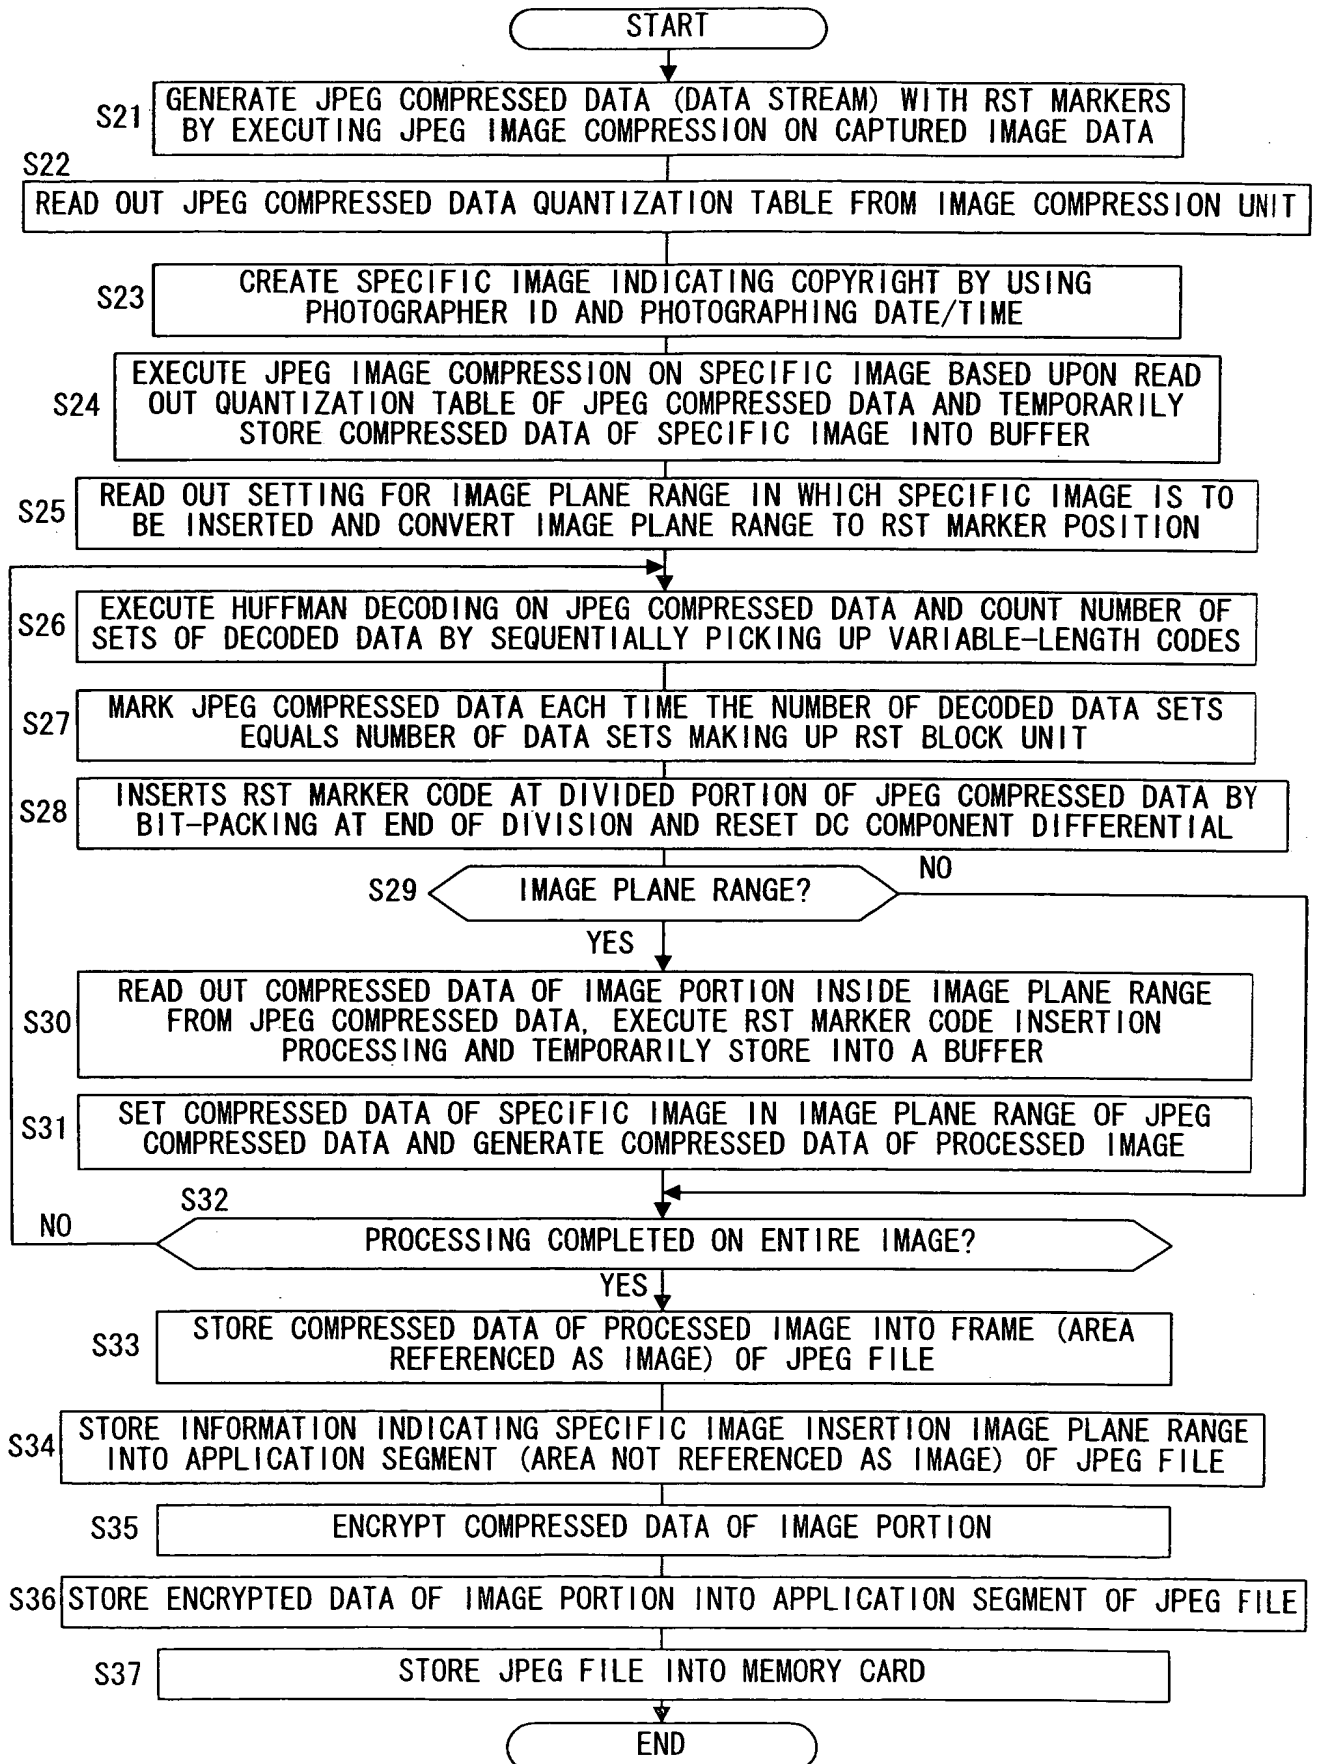 START
S21
GENERATE JPEG COMPRESSED DATA (DATA STREAM) WITH RST MARKERS
BY EXECUTING JPEG IMAGE COMPRESSION ON CAPTURED IMAGE DATA
S22
READ OUT JPEG COMPRESSED DATA QUANTIZATION TABLE FROM IMAGE COMPRESSION UNIT
S23
CREATE SPECIFIC IMAGE INDICATING COPYRIGHT BY USING
PHOTOGRAPHER ID AND PHOTOGRAPHING DATE/TIME
S24
EXECUTE JPEG IMAGE COMPRESSION ON SPECIFIC IMAGE BASED UPON READ
OUT QUANTIZATION TABLE OF JPEG COMPRESSED DATA AND TEMPORARILY
STORE COMPRESSED DATA OF SPECIFIC IMAGE INTO BUFFER
S25
READ OUT SETTING FOR IMAGE PLANE RANGE IN WHICH SPECIFIC IMAGE IS TO
BE INSERTED AND CONVERT IMAGE PLANE RANGE TO RST MARKER POSITION
S26
EXECUTE HUFFMAN DECODING ON JPEG COMPRESSED DATA AND COUNT NUMBER OF
SETS OF DECODED DATA BY SEQUENTIALLY PICKING UP VARIABLE-LENGTH CODES
S27
MARK JPEG COMPRESSED DATA EACH TIME THE NUMBER OF DECODED DATA SETS
EQUALS NUMBER OF DATA SETS MAKING UP RST BLOCK UNIT
S28
INSERTS RST MARKER CODE AT DIVIDED PORTION OF JPEG COMPRESSED DATA BY
BIT-PACKING AT END OF DIVISION AND RESET DC COMPONENT DIFFERENTIAL
S29
IMAGE PLANE RANGE?
NO
YES
S30
READ OUT COMPRESSED DATA OF IMAGE PORTION INSIDE IMAGE PLANE RANGE
FROM JPEG COMPRESSED DATA, EXECUTE RST MARKER CODE INSERTION
PROCESSING AND TEMPORARILY STORE INTO A BUFFER
S31
SET COMPRESSED DATA OF SPECIFIC IMAGE IN IMAGE PLANE RANGE OF JPEG
COMPRESSED DATA AND GENERATE COMPRESSED DATA OF PROCESSED IMAGE
S32
NO
PROCESSING COMPLETED ON ENTIRE IMAGE?
YES
S33
STORE COMPRESSED DATA OF PROCESSED IMAGE INTO FRAME (AREA
REFERENCED AS IMAGE) OF JPEG FILE
S34
STORE INFORMATION INDICATING SPECIFIC IMAGE INSERTION IMAGE PLANE RANGE
INTO APPLICATION SEGMENT (AREA NOT REFERENCED AS IMAGE) OF JPEG FILE
S35
ENCRYPT COMPRESSED DATA OF IMAGE PORTION
S36
STORE ENCRYPTED DATA OF IMAGE PORTION INTO APPLICATION SEGMENT OF JPEG FILE
S37
STORE JPEG FILE INTO MEMORY CARD
END